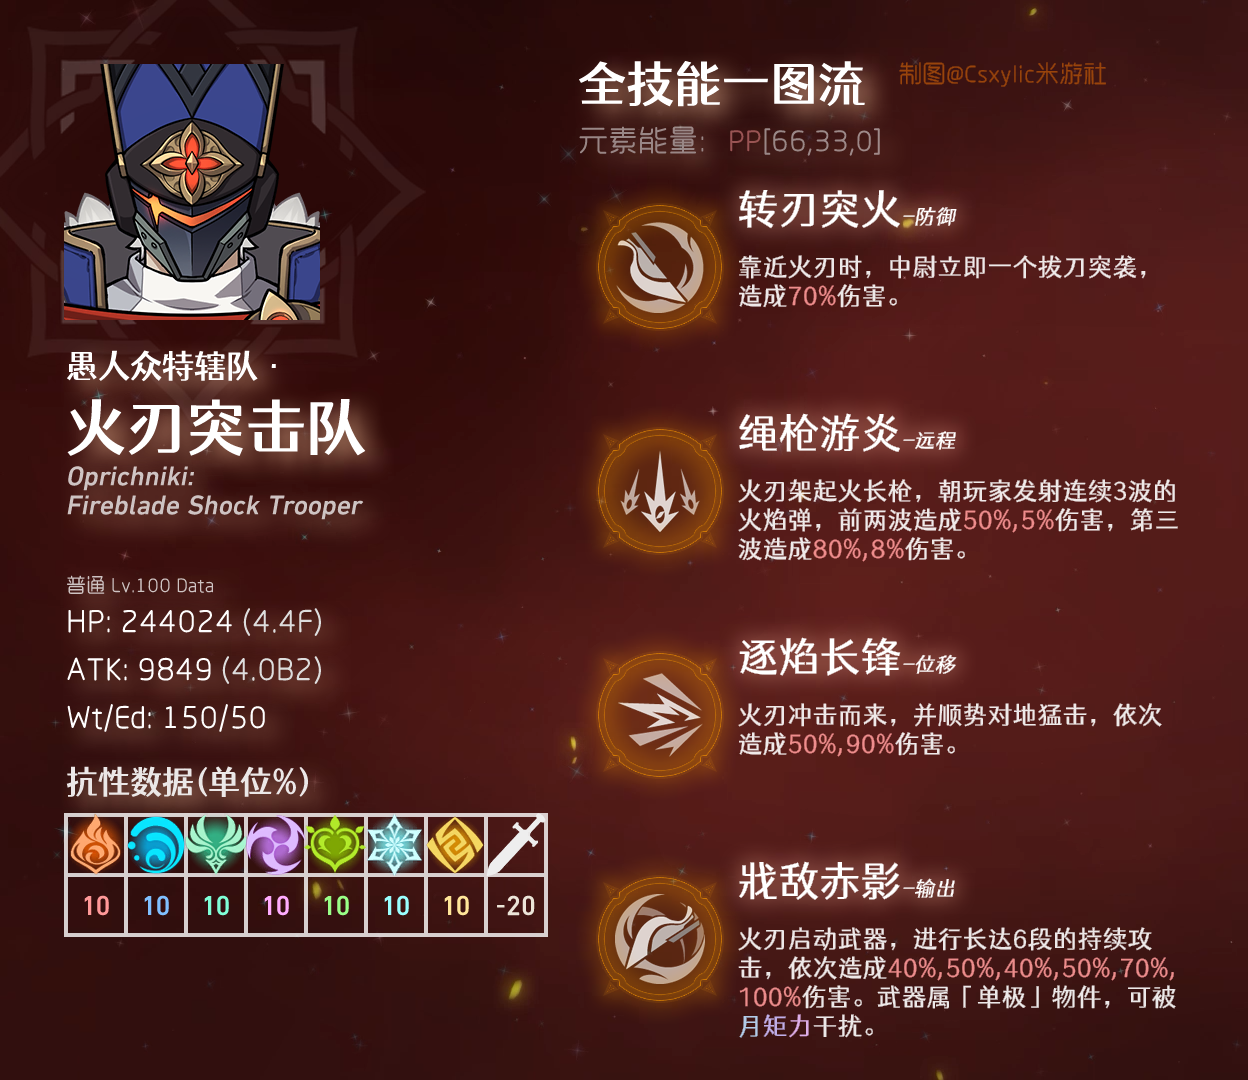 全技能一图流
制图@Csxylic米游社
元素能量: PP[66,33,0]
愚人众特辖队·
火刃突击队
Oprichniki:
Fireblade Shock Trooper
普通 Lv.100 Data
HP: 244024 (4.4F)
ATK: 9849 (4.0B2)
Wt/Ed: 150/50
抗性数据(单位%)
10 10 10 10 10 10 10 -20
转刃突火-防御
靠近火刃时，中尉立即一个拔刀突袭，
造成70%伤害。
绳枪游炎-远程
火刃架起火长枪，朝玩家发射连续3波的
火焰弹，前两波造成50%,5%伤害，第三
波造成80%,8%伤害。
逐焰长锋-位移
火刃冲击而来，并顺势对地猛击，依次
造成50%,90%伤害。
戕敌赤影-输出
火刃启动武器，进行长达6段的持续攻
击，依次造成40%,50%,40%,50%,70%,
100%伤害。武器属「单极」物件，可被
月矩力干扰。